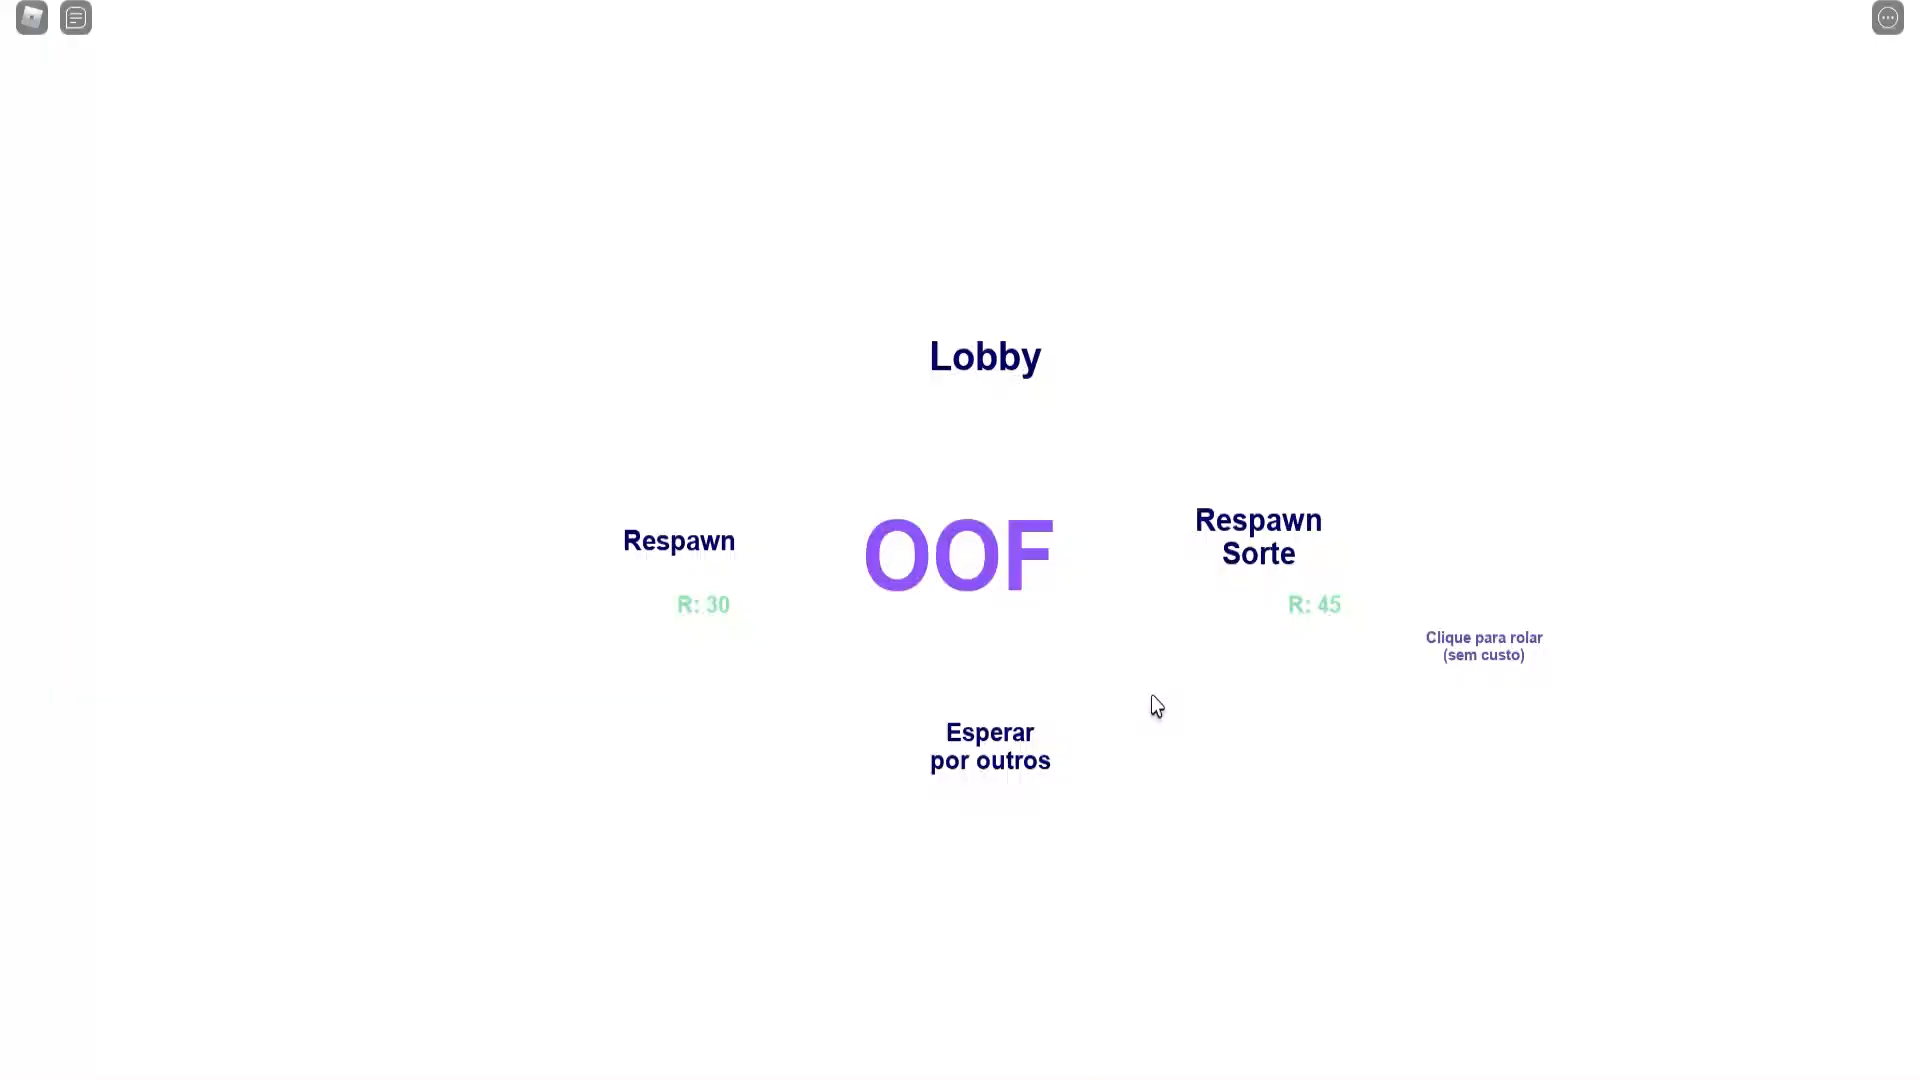 Lobby
Respawn
OOF
Respawn
Sorte
R: 30
R: 45
Clique para rolar
(sem custo)
Esperar
por outros